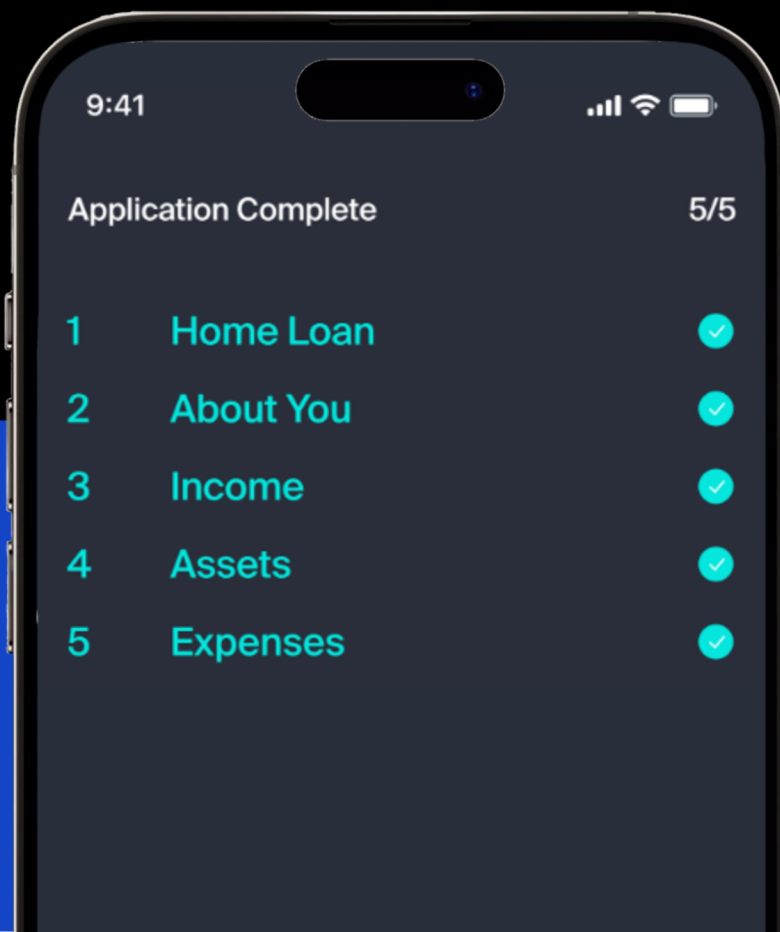 9:41
Application Complete 5/5
1 Home Loan
2 About You
3 Income
4 Assets
5 Expenses